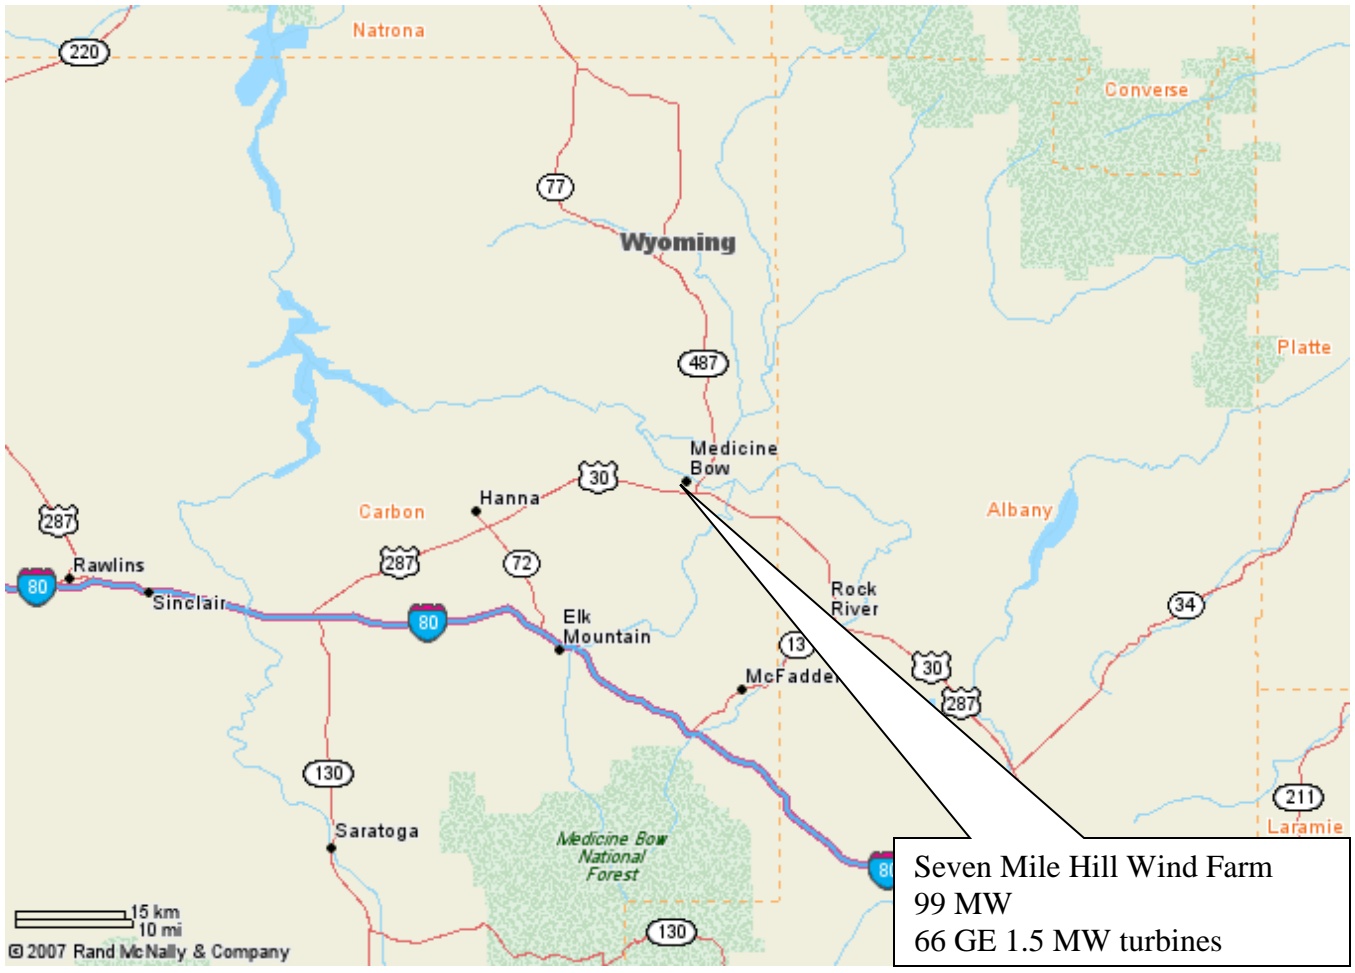 Natrona
220
Converse
77
Wyoming
Platte
487
Medicine
Bow
30
Hanna
Carbon
Albany
287
287
72
Rawlins
80
Sinclair
Rock
River
34
80
Elk
Mountain
13
30
McFadde
287
130
211
Saratoga
Laramie
Medicine Bow
National
Forest
80
Seven Mile Hill Wind Farm
99 MW
66 GE 1.5 MW turbines
15 km
10 mi
130
© 2007 Rand McNally & Company